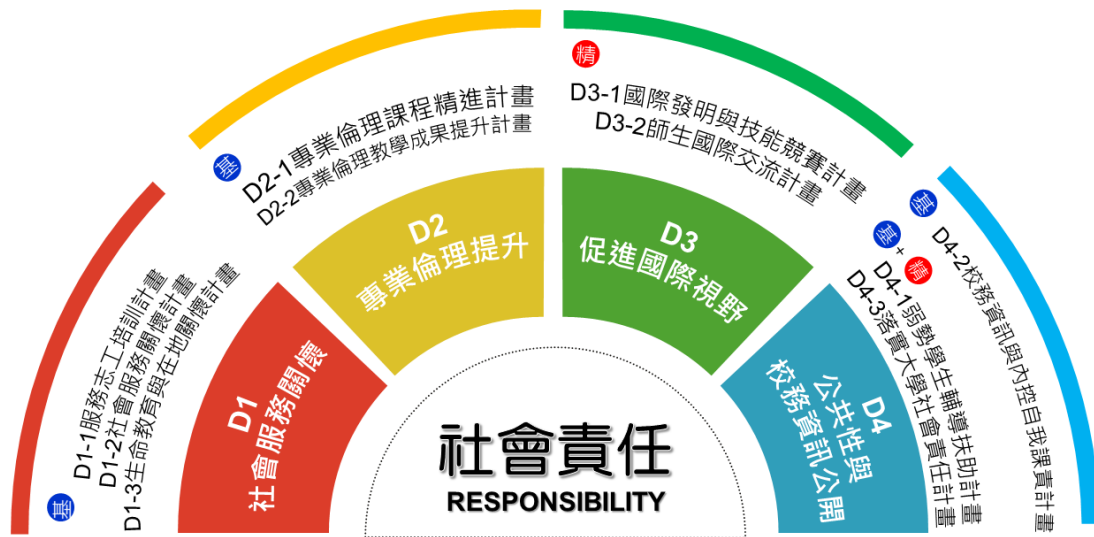 社會責任
RESPONSIBILITY
D1
社會服務關懷
基
D1-1服務志工培訓計畫
D1-2社會服務關懷計畫
D1-3生命教育與在地關懷計畫
D2
專業倫理提升
基
D2-1專業倫理課程精進計畫
D2-2專業倫理教學成果提升計畫
D3
促進國際視野
精
D3-1國際發明與技能競賽計畫
D3-2師生國際交流計畫
D4
公共性與
校務資訊公開
基
D4-2校務資訊與內控自我課責計畫
基+精
D4-1弱勢學生輔導扶助計畫
D4-3落實大學社會責任計畫